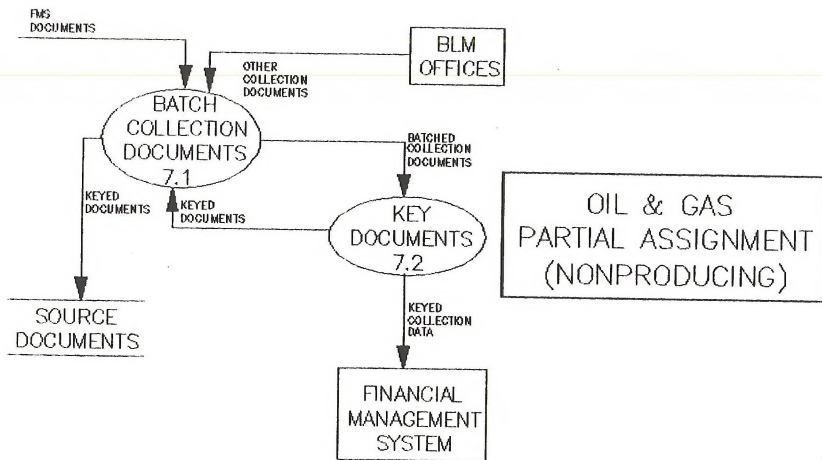 FMS
DOCUMENTS
BLM
OFFICES
OTHER
COLLECTION
DOCUMENTS
BATCH
COLLECTION
DOCUMENTS
7.1
BATCHED
COLLECTION
DOCUMENTS
KEYED
DOCUMENTS
KEYED
DOCUMENTS
KEY
DOCUMENTS
7.2
OIL & GAS
PARTIAL ASSIGNMENT
(NONPRODUCING)
SOURCE
DOCUMENTS
KEYED
COLLECTION
DATA
FINANCIAL
MANAGEMENT
SYSTEM